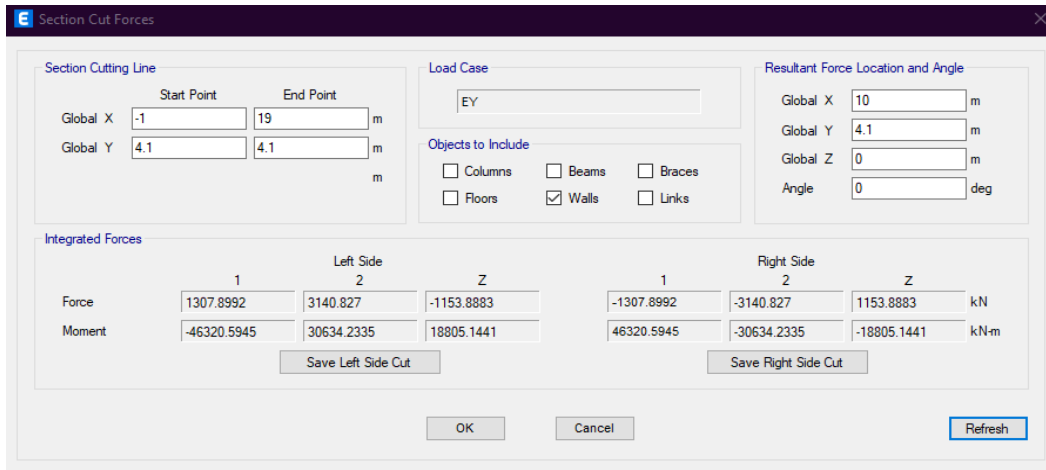 E Section Cut Forces
Section Cutting Line
Start Point End Point
Global X -1 19 m
Global Y 4.1 4.1 m
m
Load Case
EY
Objects to Include
Columns Beams Braces
Floors Walls Links
Resultant Force Location and Angle
Global X 10 m
Global Y 4.1 m
Global Z 0 m
Angle 0 deg
Integrated Forces
Left Side Right Side
1 2 Z 1 2 Z
Force 1307.8992 3140.827 -1153.8883 -1307.8992 -3140.827 1153.8883 kN
Moment -46320.5945 30634.2335 18805.1441 46320.5945 -30634.2335 -18805.1441 kN-m
Save Left Side Cut Save Right Side Cut
OK Cancel Refresh